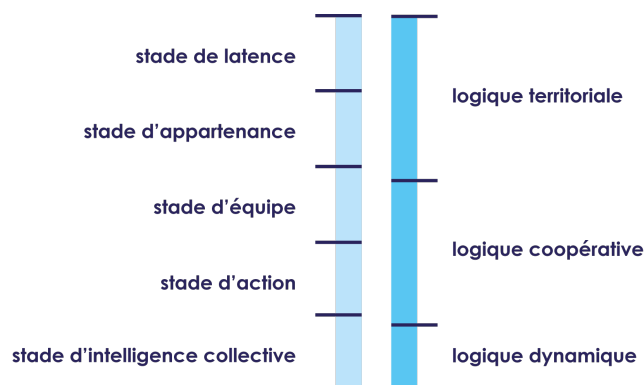 stade de latence
stade d'appartenance
stade d'équipe
stade d'action
stade d'intelligence collective
logique territoriale
logique coopérative
logique dynamique